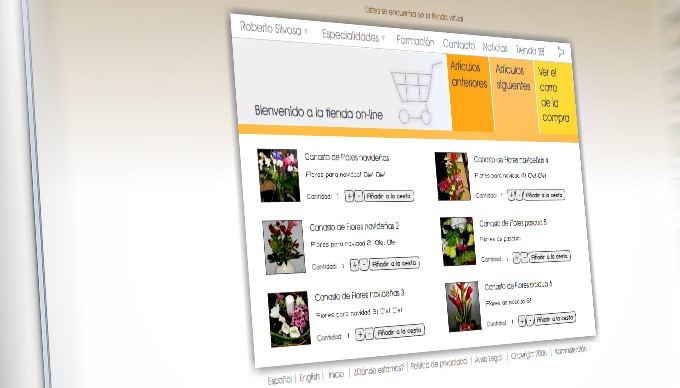 Usted se encuentra en la tienda virtual
Roberto Silvosa Especialidades Formación Contacto Noticias Tienda
Bienvenido a la tienda on-line
Artículos anteriores
Artículos siguientes
Ver el carro de la compra
Canasto de Flores navideñas
Flores para navidad! Ole! Ole!
Cantidad: 1 + - Añadir a la cesta
Canasto de Flores navideñas 4
Flores para navidad 4! Ole! Ole!
Cantidad: 1 + - Añadir a la cesta
Canasto de Flores navideñas 2
Flores para navidad 2! Ole! Ole!
Cantidad: 1 + - Añadir a la cesta
Canasto de Flores pascua 5
Flores de pascua!
Cantidad: 1 + - Añadir a la cesta
Canasto de Flores navideñas 3
Flores para navidad 3! Ole! Ole!
Cantidad: 1 + - Añadir a la cesta
Canasto de Flores pascua 6
Flores de pascua 6!
Cantidad: 1 + - Añadir a la cesta
Español | English | Inicio | ¿Dónde estamos? | Política de privacidad | Aviso Legal | Copyright 2006 | Administración